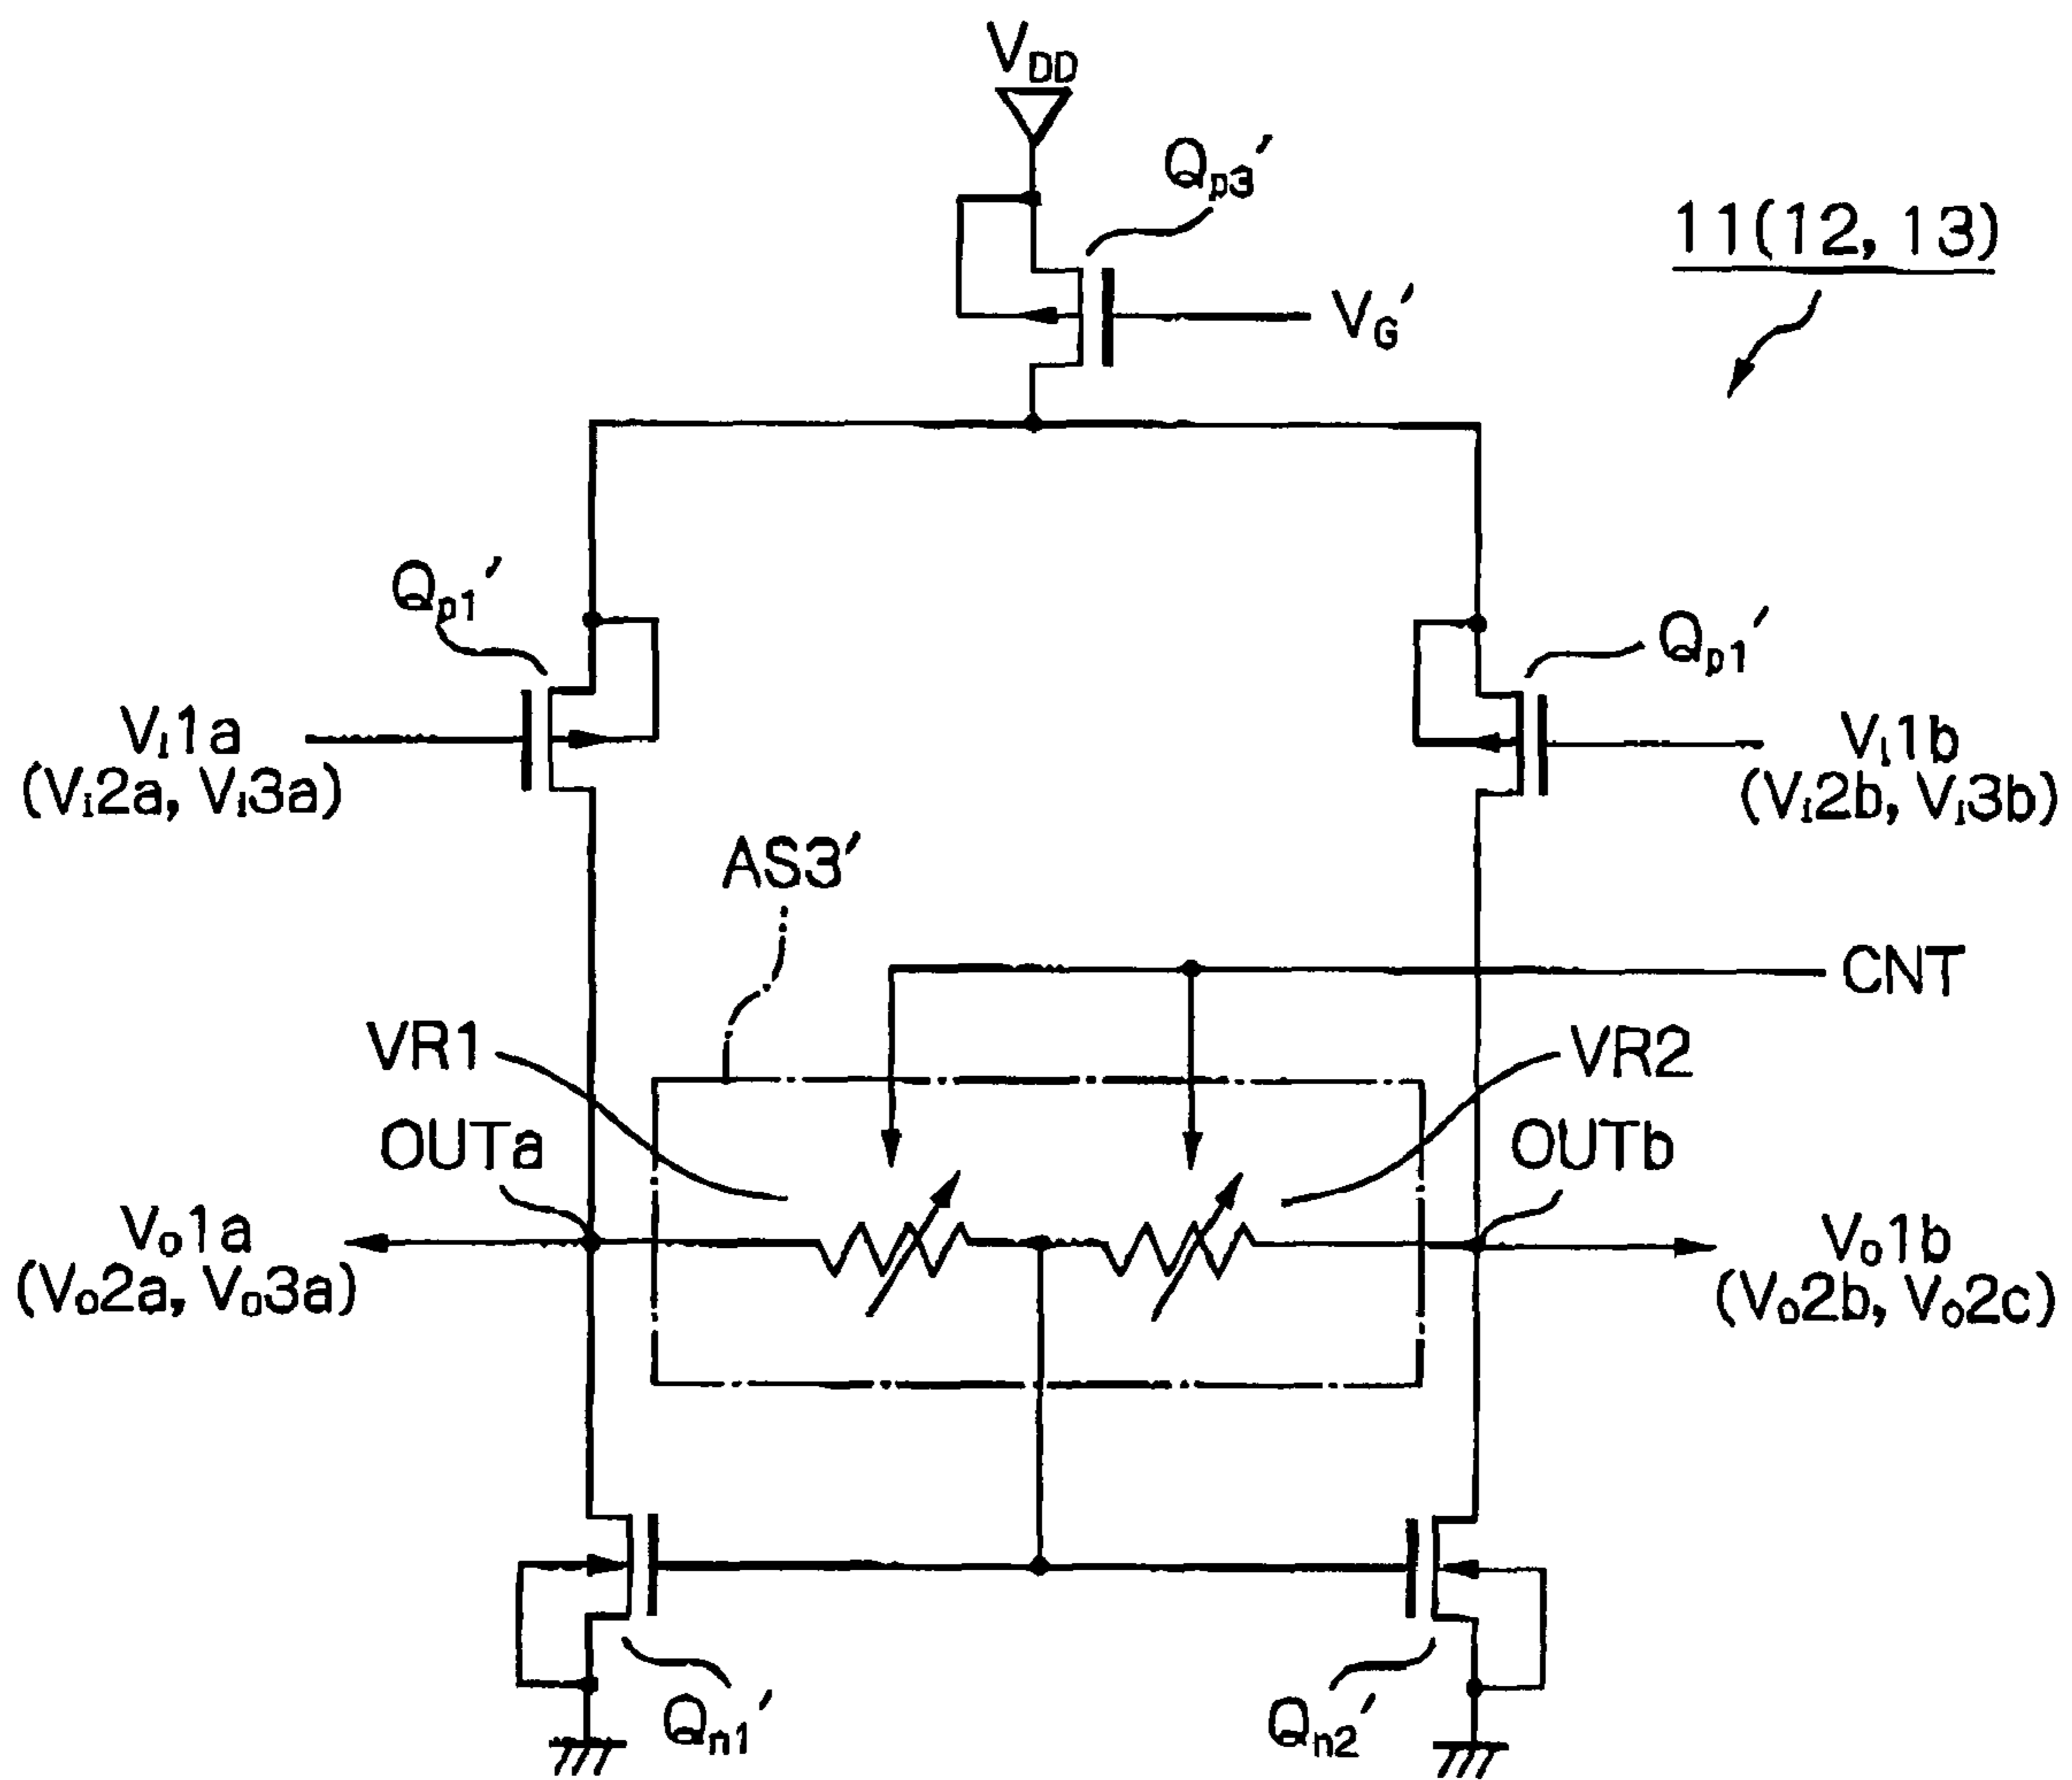 VDD
Qp3′
11(12, 13)
VG′
Qp1′
Qp1′
Vi1a
(Vi2a, Vi3a)
Vi1b
(Vi2b, Vi3b)
AS3′
CNT
VR1
VR2
OUTa
OUTb
Vo1a
(Vo2a, Vo3a)
Vo1b
(Vo2b, Vo2c)
Qn1′
Qn2′